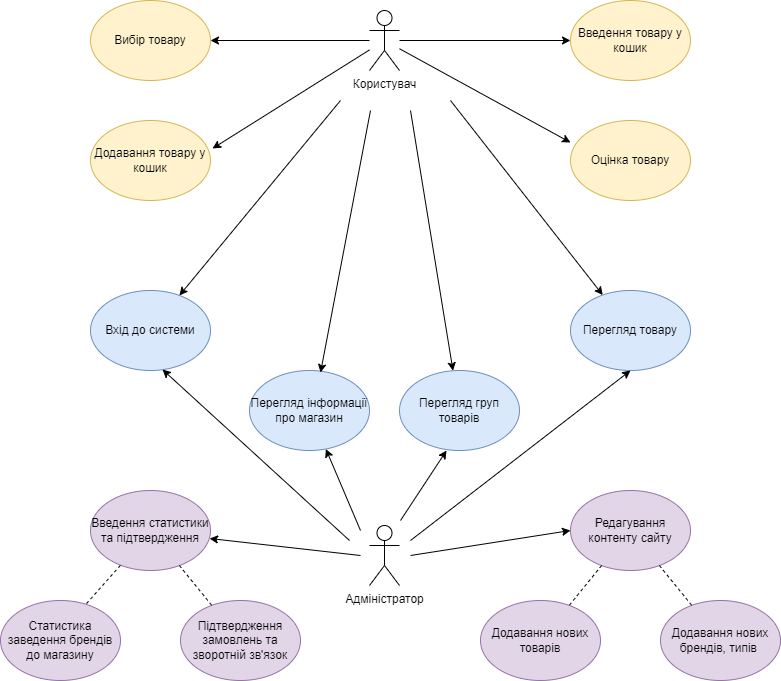 Вибір товару
Користувач
Введення товару у
кошик
Додавання товару у
кошик
Оцінка товару
Вхід до системи
Перегляд інформації
про магазин
Перегляд груп
товарів
Перегляд товару
Введення статистики
та підтвердження
Адміністратор
Редагування
контенту сайту
Статистика
заведення брендів
до магазину
Підтвердження
замовлень та
зворотній зв'язок
Додавання нових
товарів
Додавання нових
брендів, типів